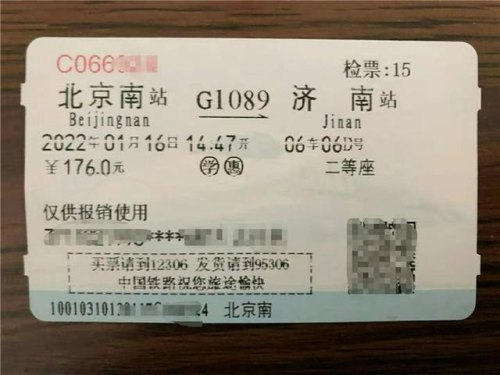 C066 检票:15
北京南站 G1089 济南站
Beijingnan Jinan
2022年01月16日 14:47开 06车06D号
¥176.0元 学惠 二等座
仅供报销使用
买票请到12306 发货请到95306
中国铁路祝您旅途愉快
北京南